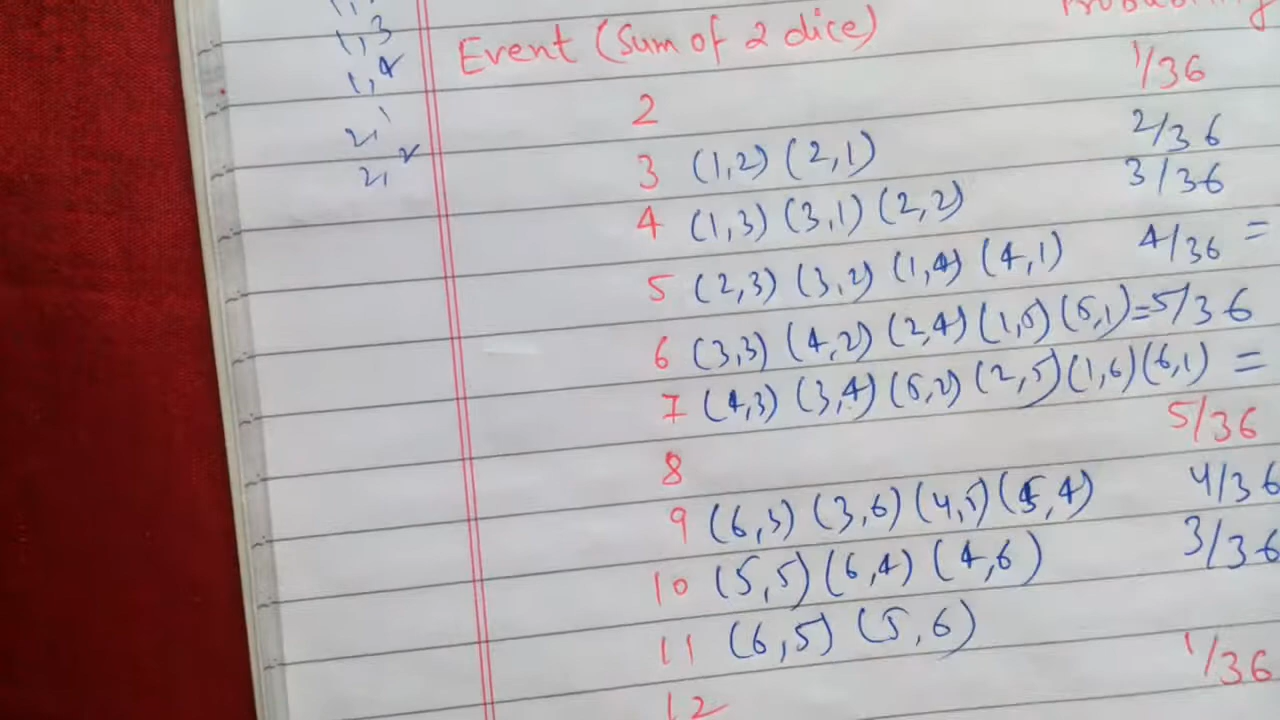 1,3
1,4
2,1
2,2
Event (Sum of 2 dice) Probability
2 1/36
3 (1,2) (2,1) 2/36
4 (1,3) (3,1) (2,2) 3/36
5 (2,3) (3,2) (1,4) (4,1) 4/36 =
6 (3,3) (4,2) (2,4) (1,5) (5,1) = 5/36
7 (4,3) (3,4) (5,2) (2,5) (1,6) (6,1) =
8 5/36
9 (6,3) (3,6) (4,5) (5,4) 4/36
10 (5,5) (6,4) (4,6) 3/36
11 (6,5) (5,6)
12 1/36